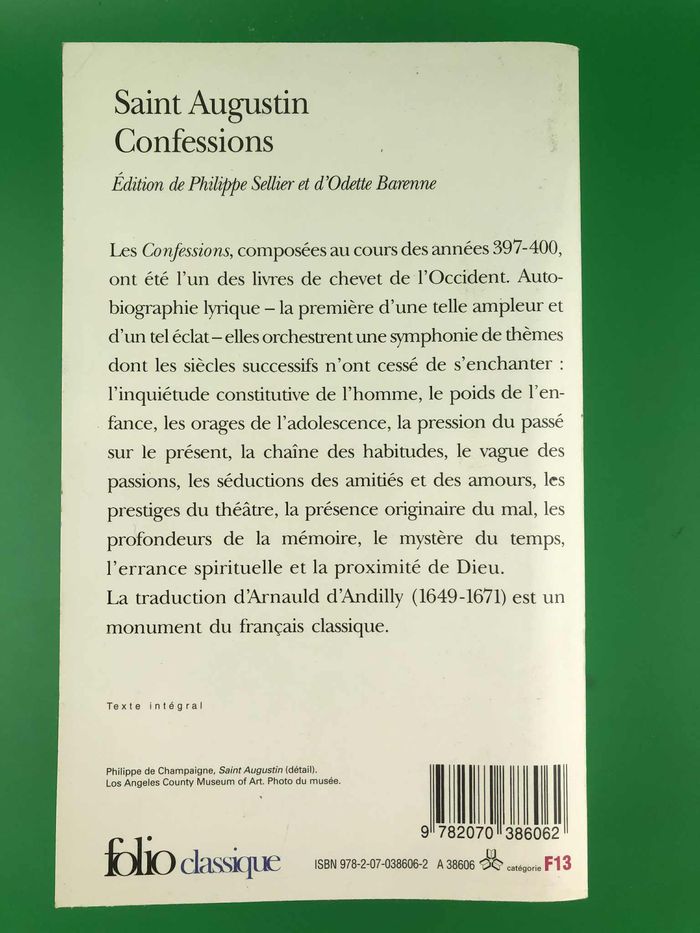 Saint Augustin
Confessions
Édition de Philippe Sellier et d'Odette Barenne
Les Confessions, composées au cours des années 397-400,
ont été l'un des livres de chevet de l'Occident. Auto-
biographie lyrique – la première d'une telle ampleur et
d'un tel éclat – elles orchestrent une symphonie de thèmes
dont les siècles successifs n'ont cessé de s'enchanter :
l'inquiétude constitutive de l'homme, le poids de l'en-
fance, les orages de l'adolescence, la pression du passé
sur le présent, la chaîne des habitudes, le vague des
passions, les séductions des amitiés et des amours, les
prestiges du théâtre, la présence originaire du mal, les
profondeurs de la mémoire, le mystère du temps,
l'errance spirituelle et la proximité de Dieu.
La traduction d'Arnauld d'Andilly (1649-1671) est un
monument du français classique.
Texte intégral
Philippe de Champaigne, Saint Augustin (détail).
Los Angeles County Museum of Art. Photo du musée.
9 782070 386062
folio classique
ISBN 978-2-07-038606-2 A 38606 catégorie F13